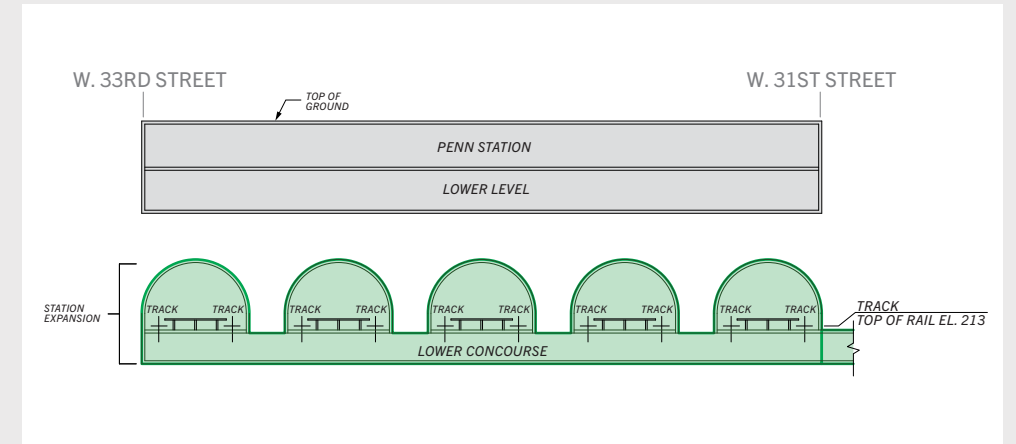 W. 33RD STREET
W. 31ST STREET
TOP OF
GROUND
PENN STATION
LOWER LEVEL
STATION
EXPANSION
TRACK TRACK TRACK TRACK TRACK TRACK TRACK TRACK TRACK TRACK
TRACK
TOP OF RAIL EL. 213
LOWER CONCOURSE